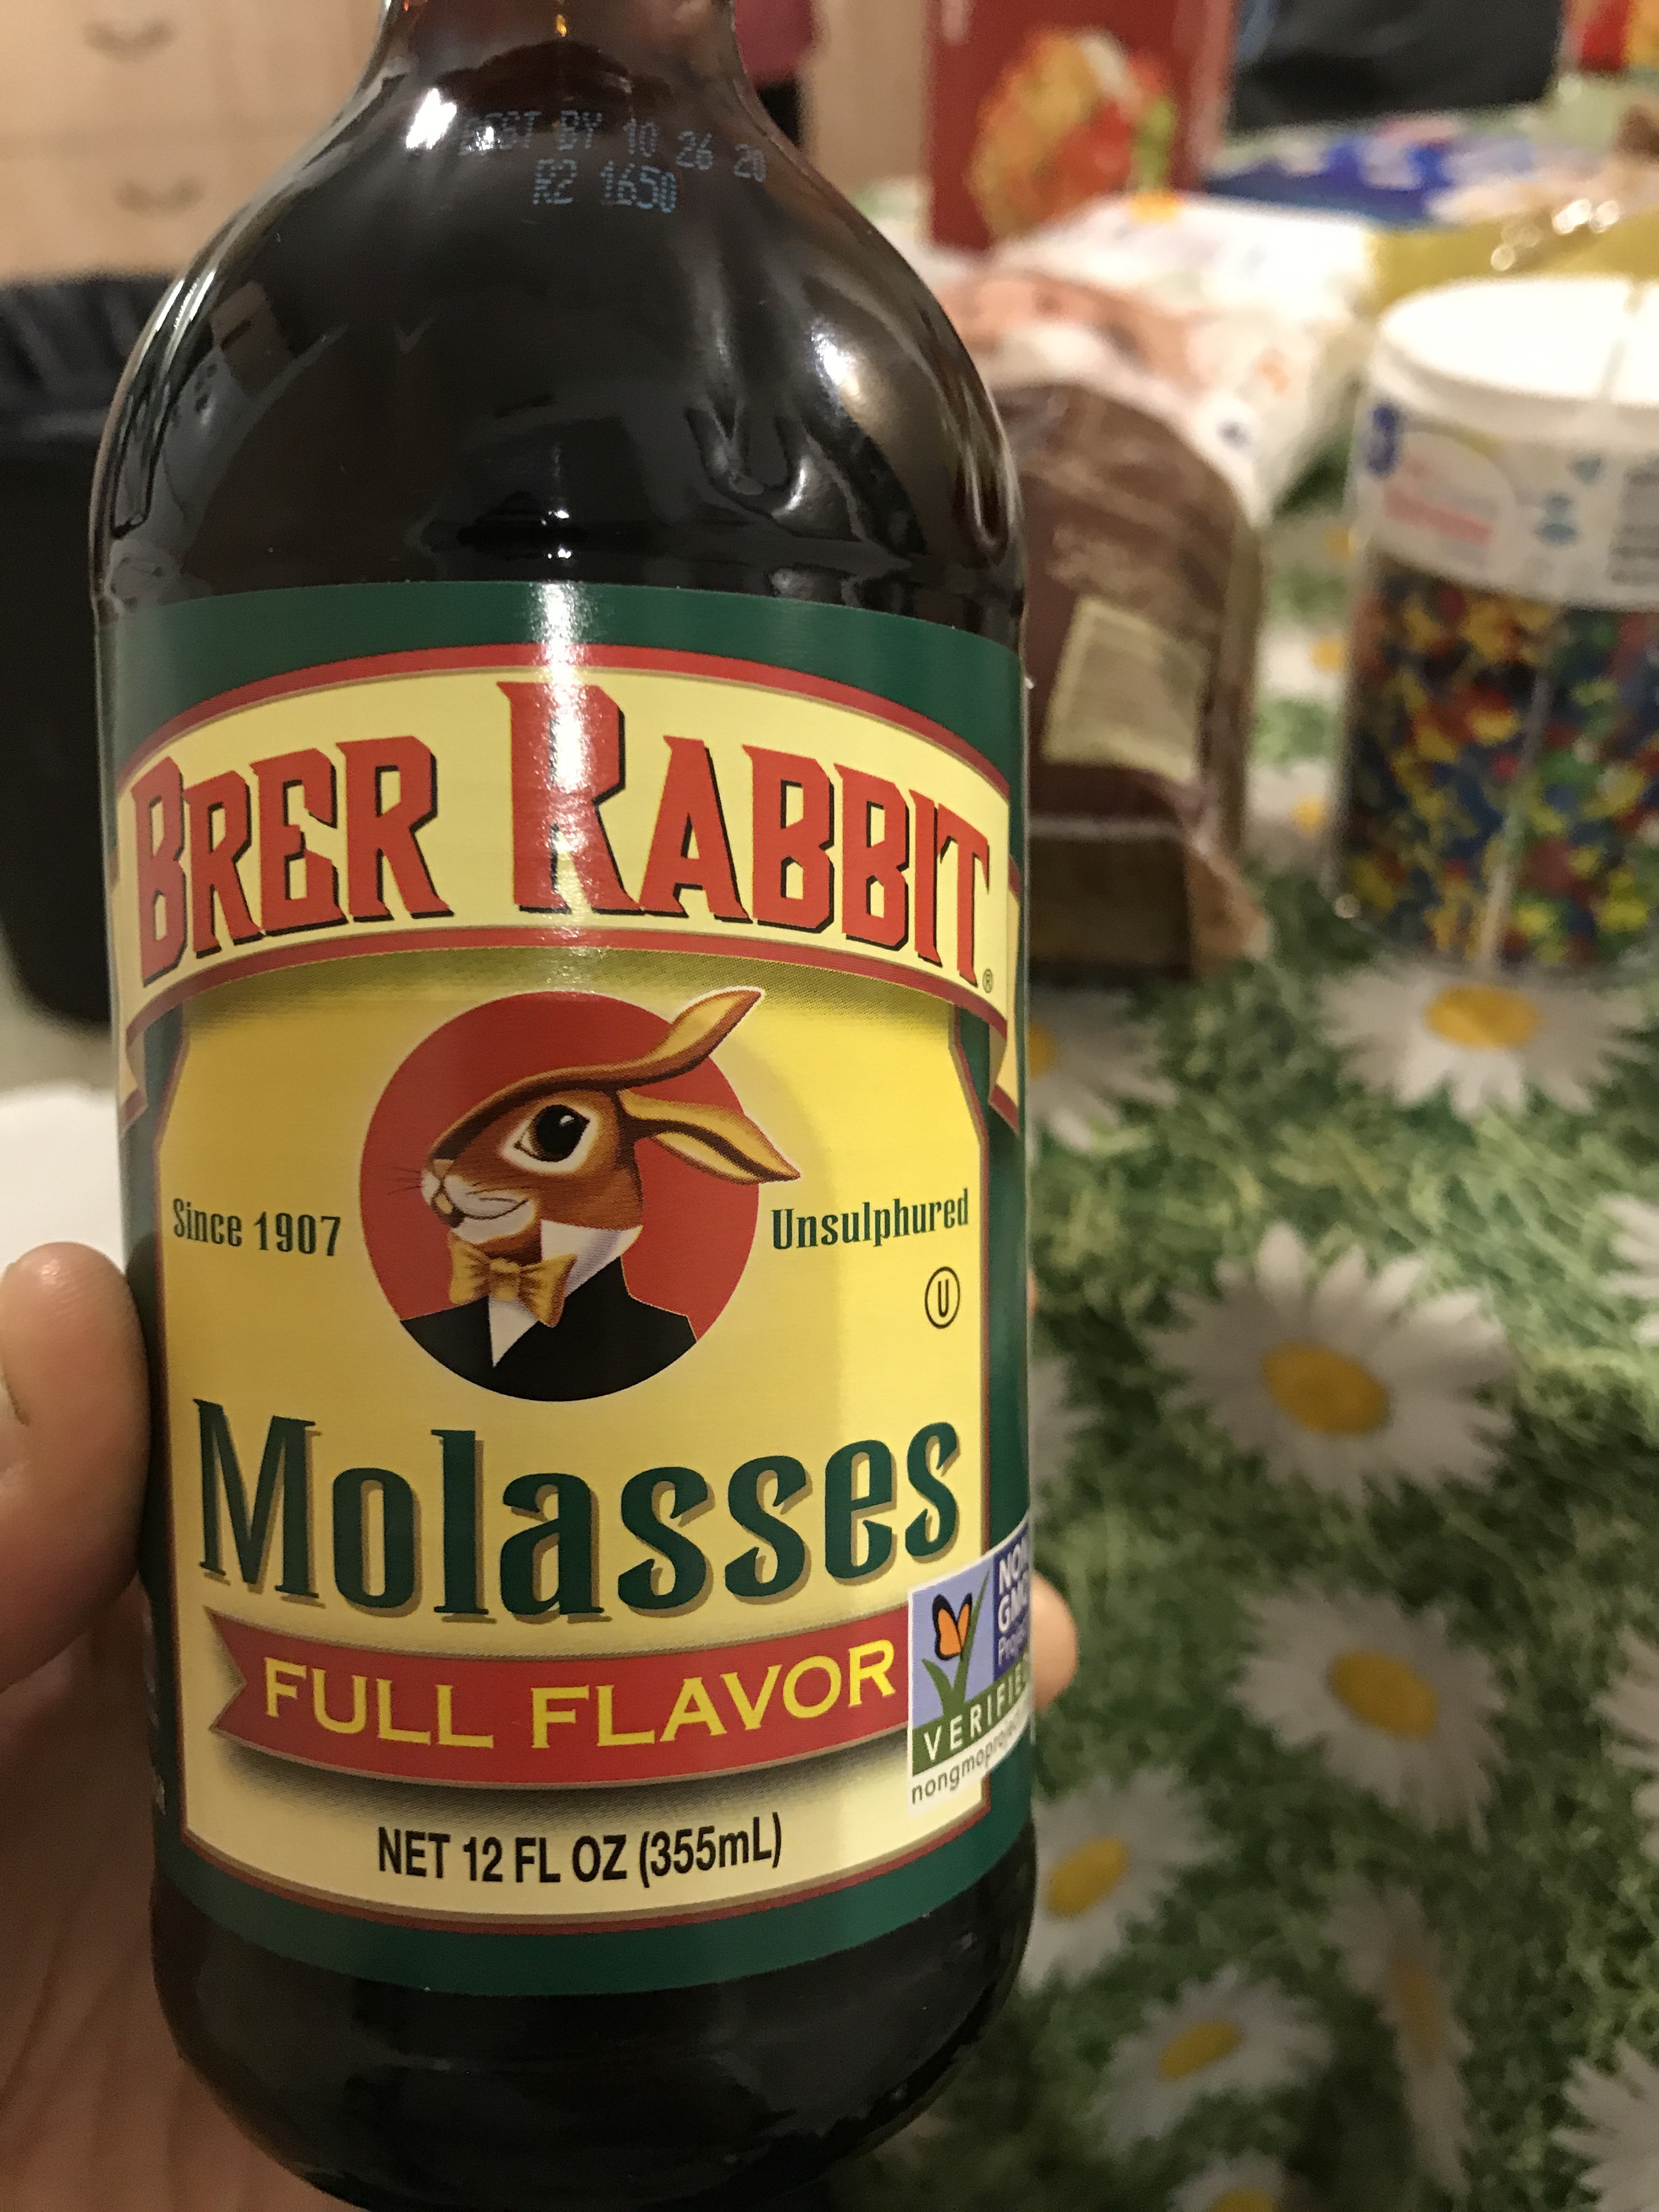 BEST BY 10 26 20
R2 1650
BRER RABBIT®
Since 1907
Unsulphured
U
Molasses
FULL FLAVOR
NON
GMO
VERIFIED
nongmoproje
NET 12 FL OZ (355mL)